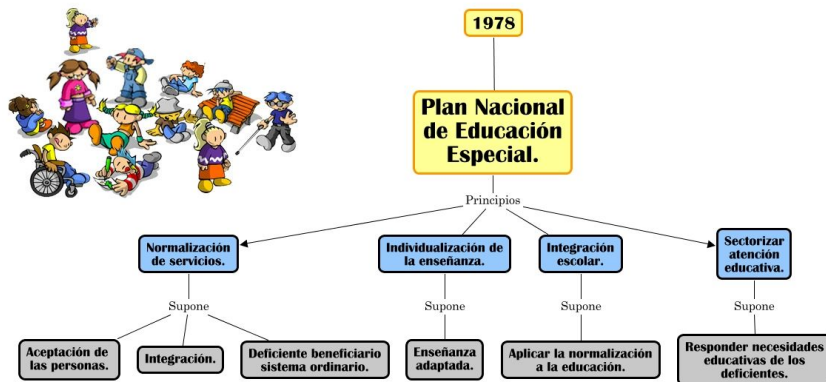 1978
Plan Nacional
de Educación
Especial.
Principios
Normalización
de servicios.
Individualización de
la enseñanza.
Integración
escolar.
Sectorizar
atención
educativa.
Supone
Supone
Supone
Supone
Aceptación de
las personas.
Integración.
Deficiente beneficiario
sistema ordinario.
Enseñanza
adaptada.
Aplicar la normalización
a la educación.
Responder necesidades
educativas de los
deficientes.